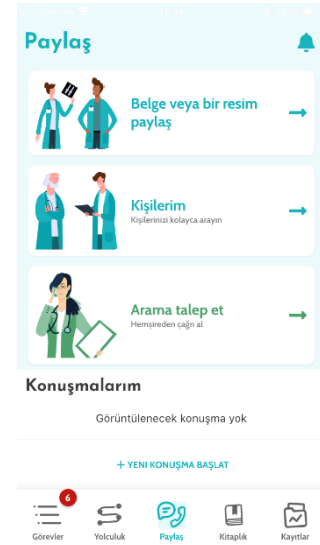 Paylaş
Belge veya bir resim
paylaş
Kişilerim
Kişilerinizi kolayca arayın
Arama talep et
Hemşireden çağrı al
Konuşmalarım
Görüntülenecek konuşma yok
+ YENİ KONUŞMA BAŞLAT
6
Görevler
Yolculuk
Paylaş
Kitaplık
Kayıtlar